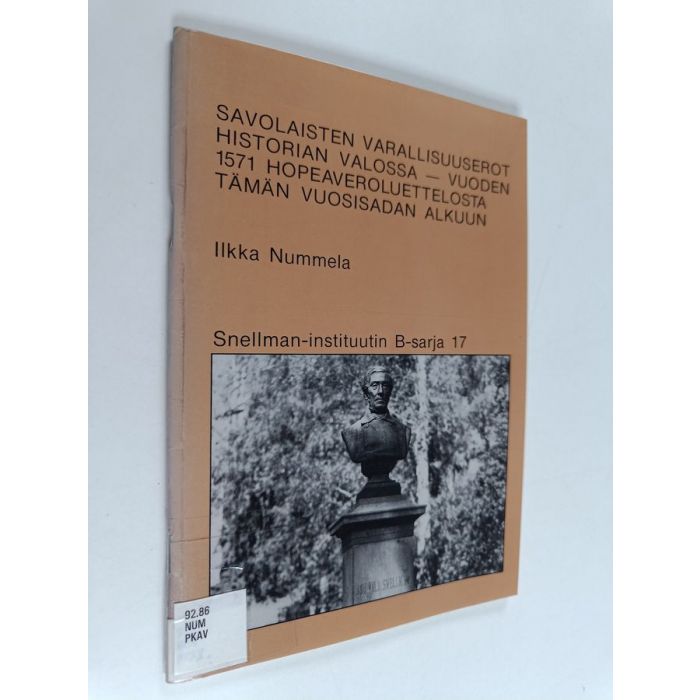 SAVOLAISTEN VARALLISUUSEROT
HISTORIAN VALOSSA — VUODEN
1571 HOPEAVEROLUETTELOSTA
TÄMÄN VUOSISADAN ALKUUN
Ilkka Nummela
Snellman-instituutin B-sarja 17
92.86
NUM
PKAV